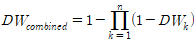 DW_combined = 1 − ∏_{k = 1}^{n} (1 − DW_k)